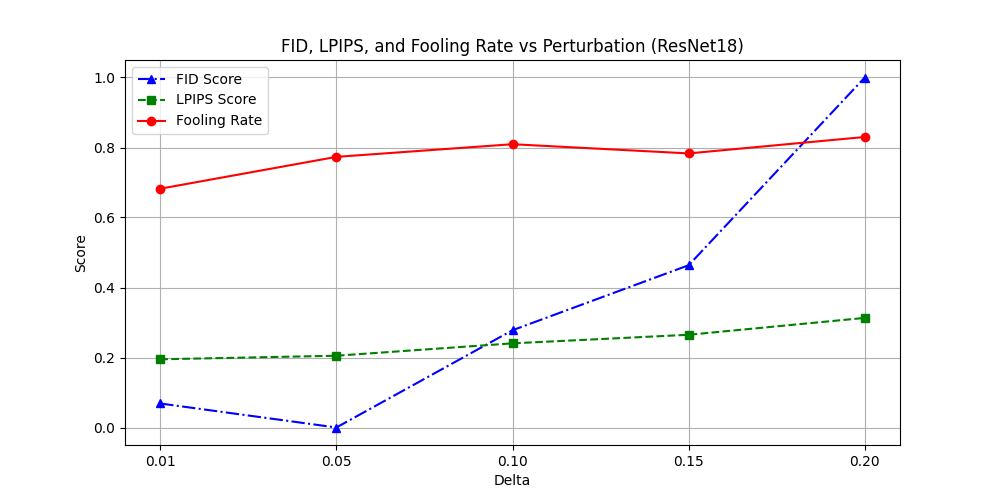 FID, LPIPS, and Fooling Rate vs Perturbation (ResNet18)
FID Score
LPIPS Score
Fooling Rate
1.0
0.8
0.6
0.4
0.2
0.0
Score
0.01 0.05 0.10 0.15 0.20
Delta